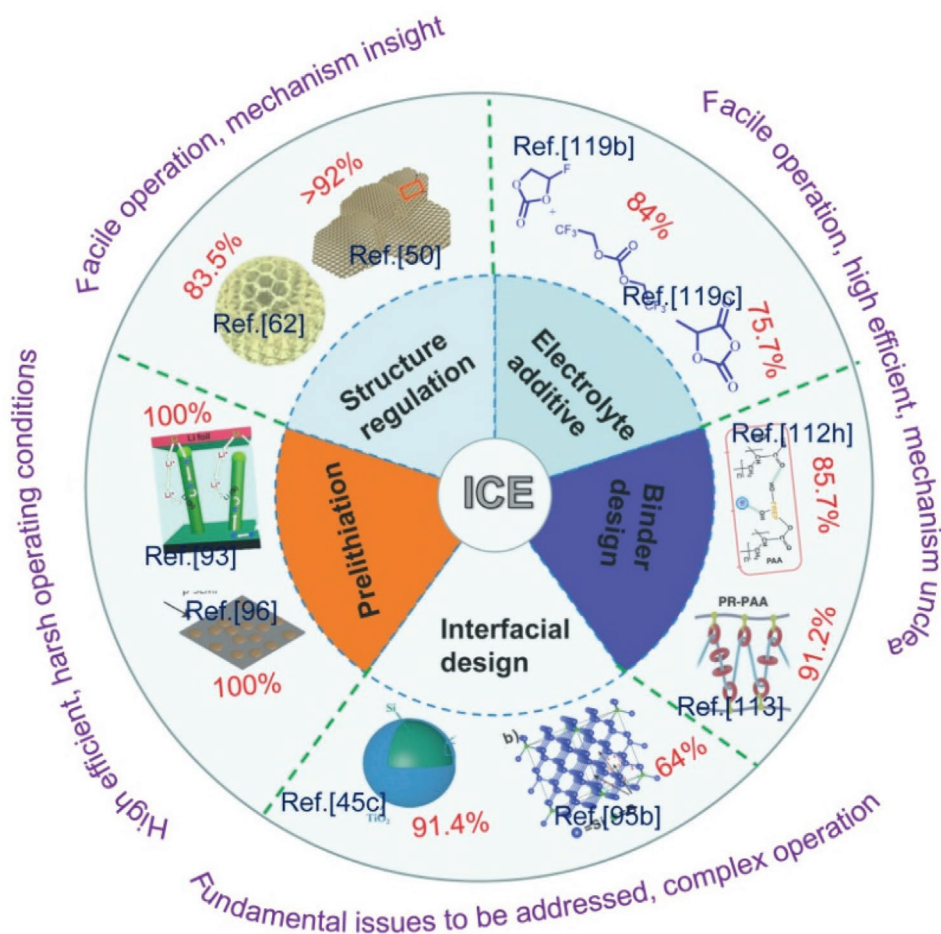 Facile operation, mechanism insight
Facile operation, high efficient, mechanism unclea
High efficient, harsh operating conditions
Fundamental issues to be addressed, complex operation
ICE
Structure
regulation
>92%
Ref.[50]
83.5%
Ref.[62]
Electrolyte
additive
Ref.[119b]
F
O
O
O
+
84%
CF3
O
O
O
CF3
Ref.[119c]
75.7%
O
O
O
O
Binder
design
Ref.[112h]
85.7%
PAA
PR-PAA
91.2%
Ref.[113]
Interfacial
design
Si
Ref.[45c]
TiO2
91.4%
b)
64%
Ref.[95b]
Prelithiation
100%
Li foil
Ref.[93]
Ref.[96]
100%